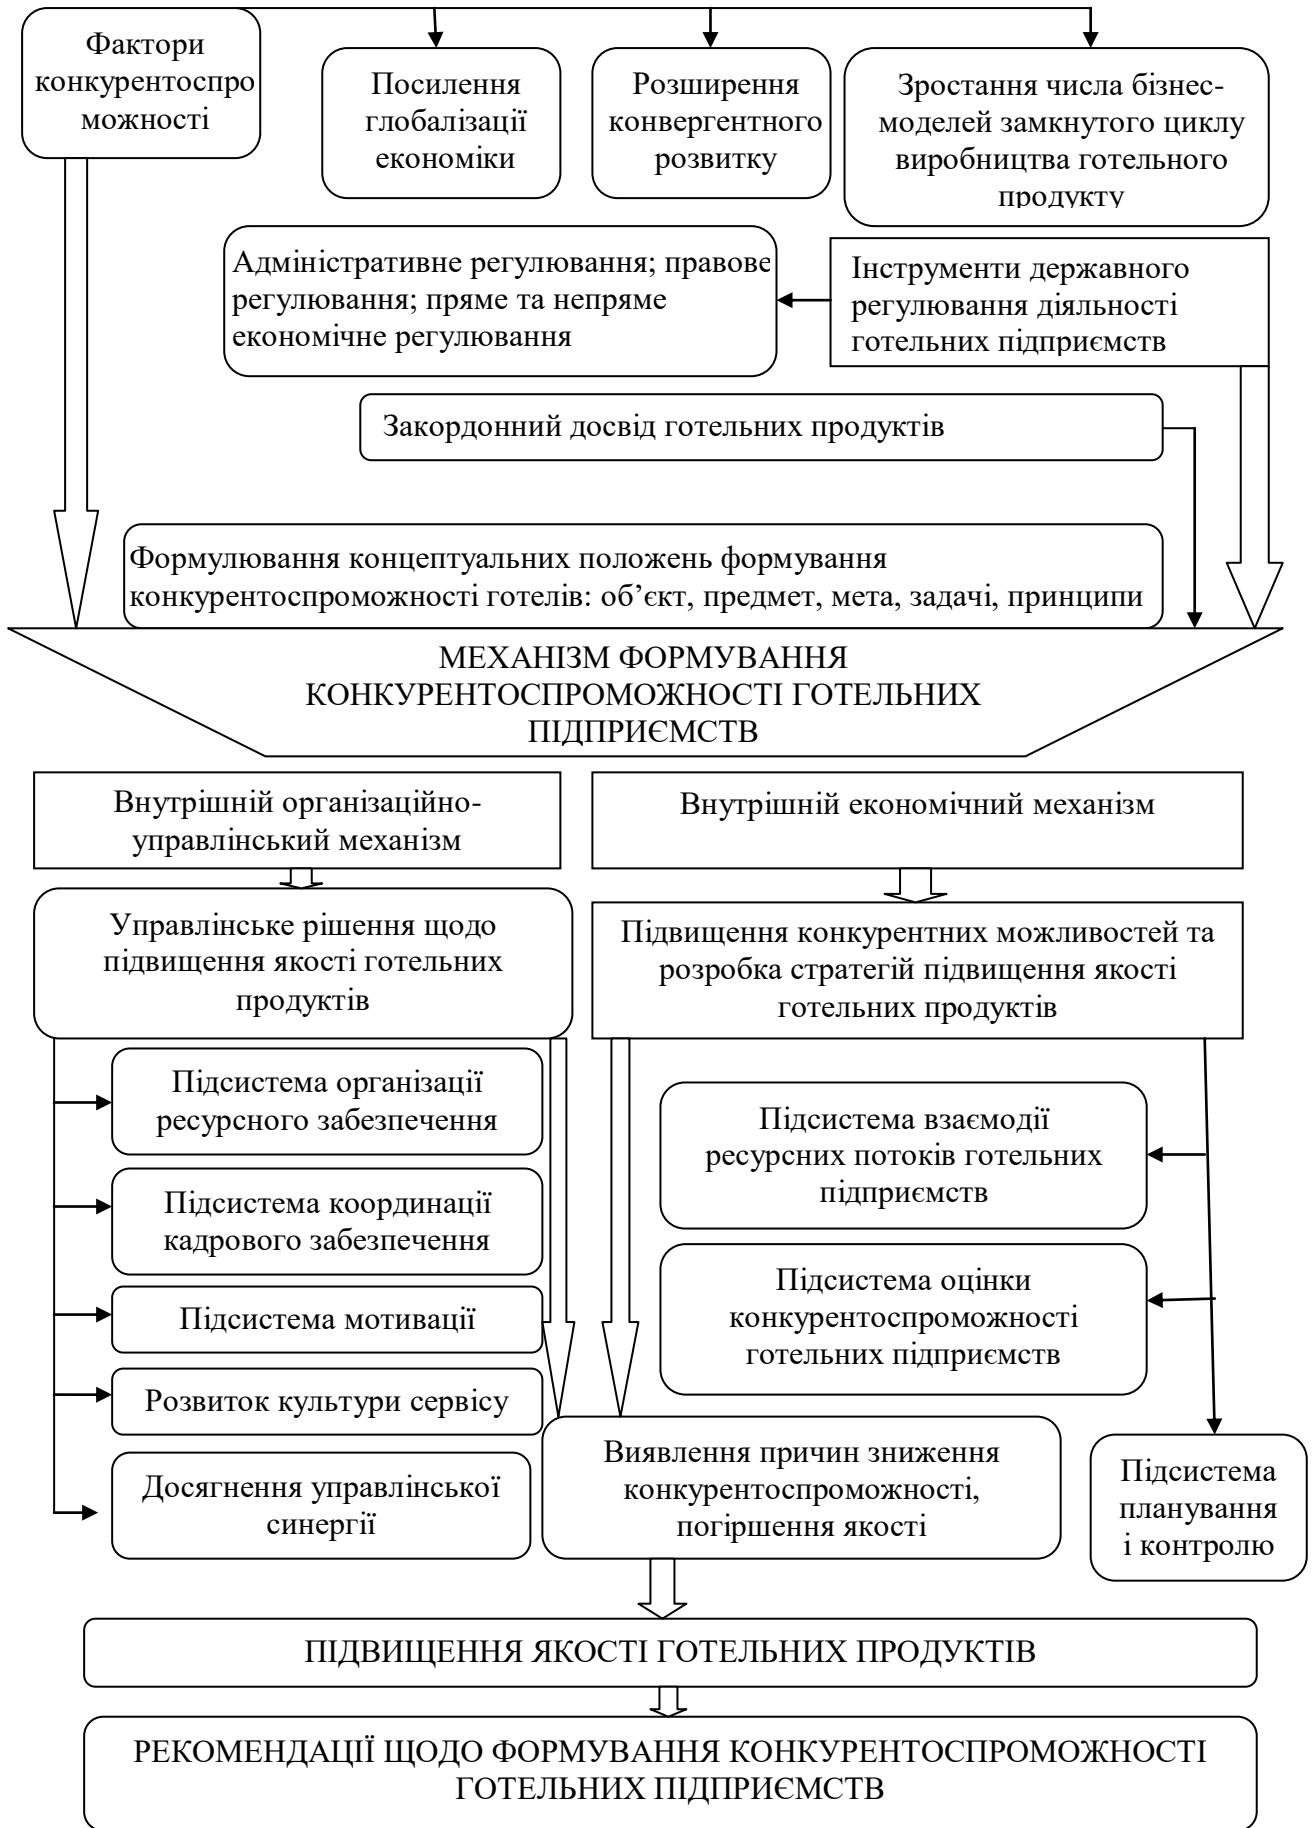 Фактори
конкурентоспро
можності
Посилення
глобалізації
економіки
Розширення
конвергентного
розвитку
Зростання числа бізнес-
моделей замкнутого циклу
виробництва готельного
продукту
Адміністративне регулювання; правове
регулювання; пряме та непряме
економічне регулювання
Інструменти державного
регулювання діяльності
готельних підприємств
Закордонний досвід готельних продуктів
Формулювання концептуальних положень формування
конкурентоспроможності готелів: об’єкт, предмет, мета, задачі, принципи
МЕХАНІЗМ ФОРМУВАННЯ
КОНКУРЕНТОСПРОМОЖНОСТІ ГОТЕЛЬНИХ
ПІДПРИЄМСТВ
Внутрішній організаційно-
управлінський механізм
Внутрішній економічний механізм
Управлінське рішення щодо
підвищення якості готельних
продуктів
Підвищення конкурентних можливостей та
розробка стратегій підвищення якості
готельних продуктів
Підсистема організації
ресурсного забезпечення
Підсистема координації
кадрового забезпечення
Підсистема мотивації
Розвиток культури сервісу
Досягнення управлінської
синергії
Підсистема взаємодії
ресурсних потоків готельних
підприємств
Підсистема оцінки
конкурентоспроможності
готельних підприємств
Виявлення причин зниження
конкурентоспроможності,
погіршення якості
Підсистема
планування
і контролю
ПІДВИЩЕННЯ ЯКОСТІ ГОТЕЛЬНИХ ПРОДУКТІВ
РЕКОМЕНДАЦІЇ ЩОДО ФОРМУВАННЯ КОНКУРЕНТОСПРОМОЖНОСТІ
ГОТЕЛЬНИХ ПІДПРИЄМСТВ